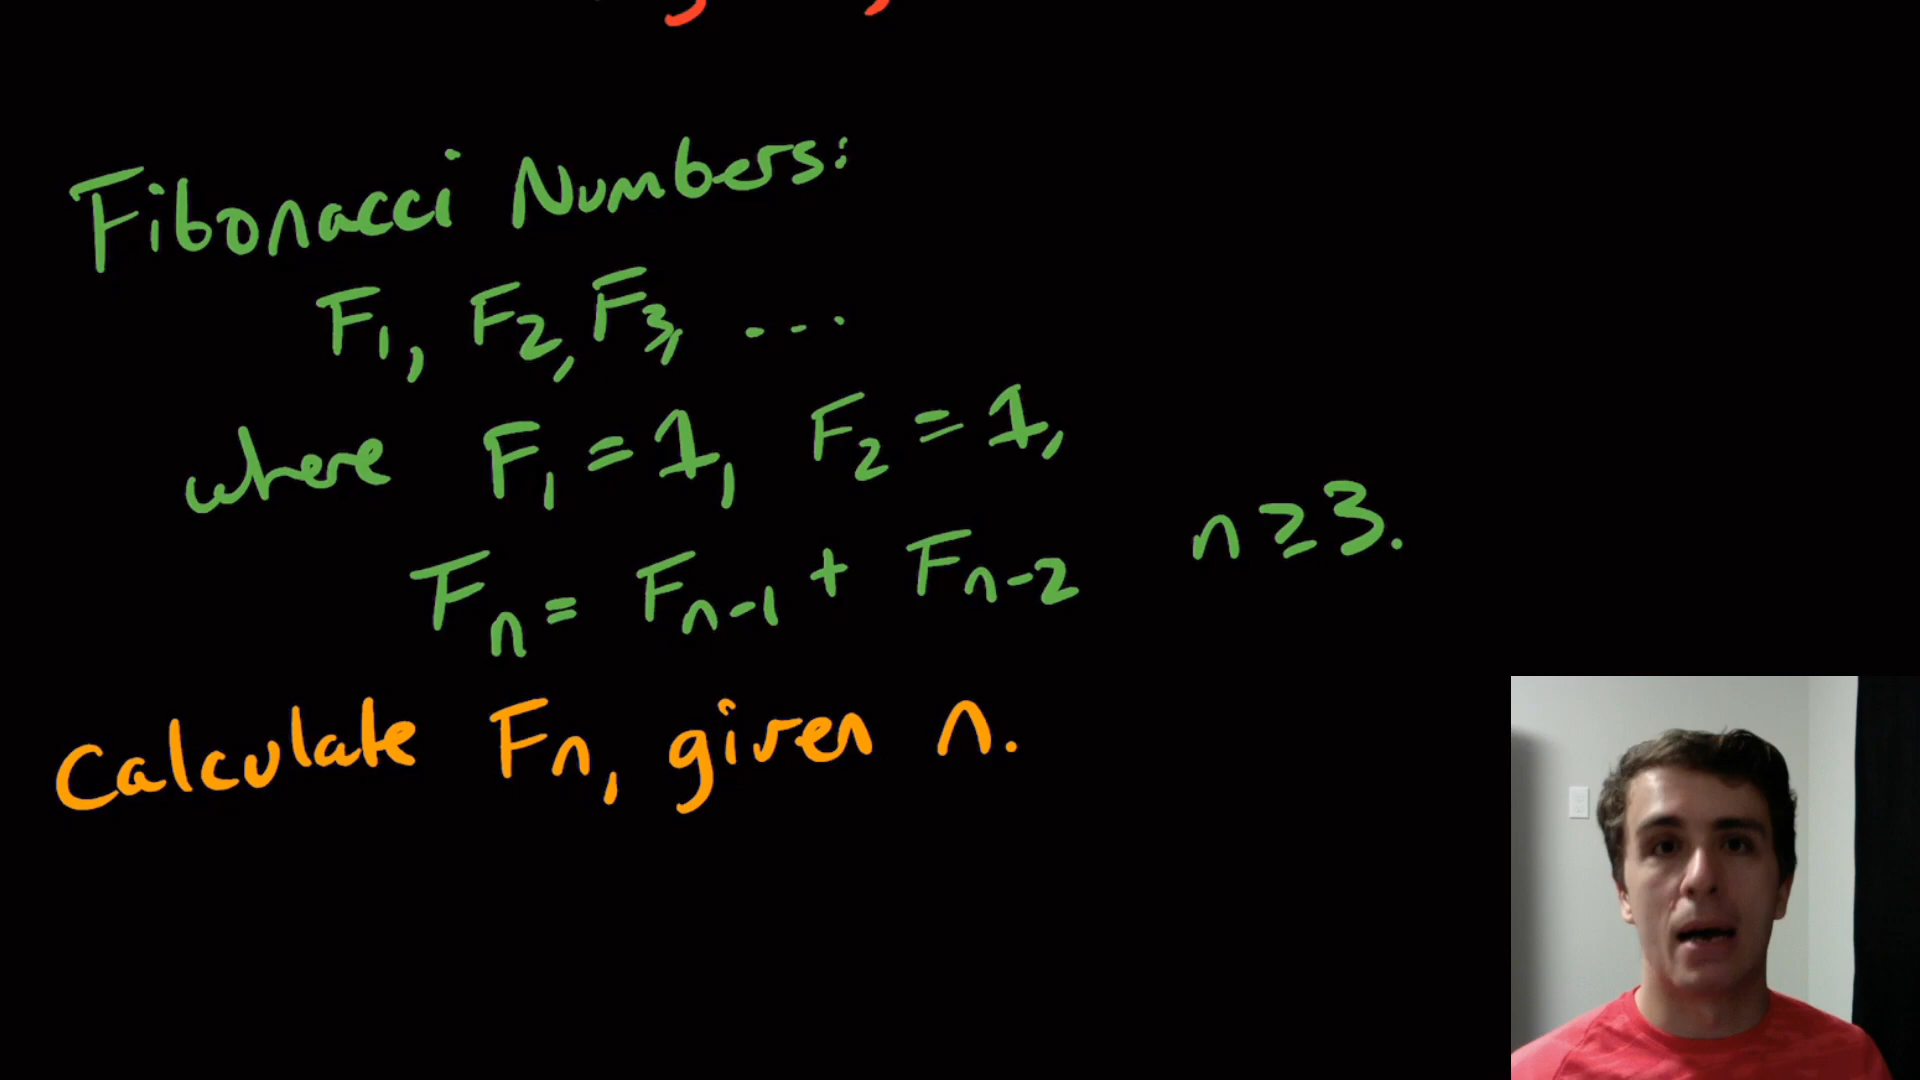 Fibonacci Numbers:
F₁, F₂, F₃, ...
where F₁ = 1, F₂ = 1,
Fₙ = Fₙ₋₁ + Fₙ₋₂ n ≥ 3.
Calculate Fₙ, given n.